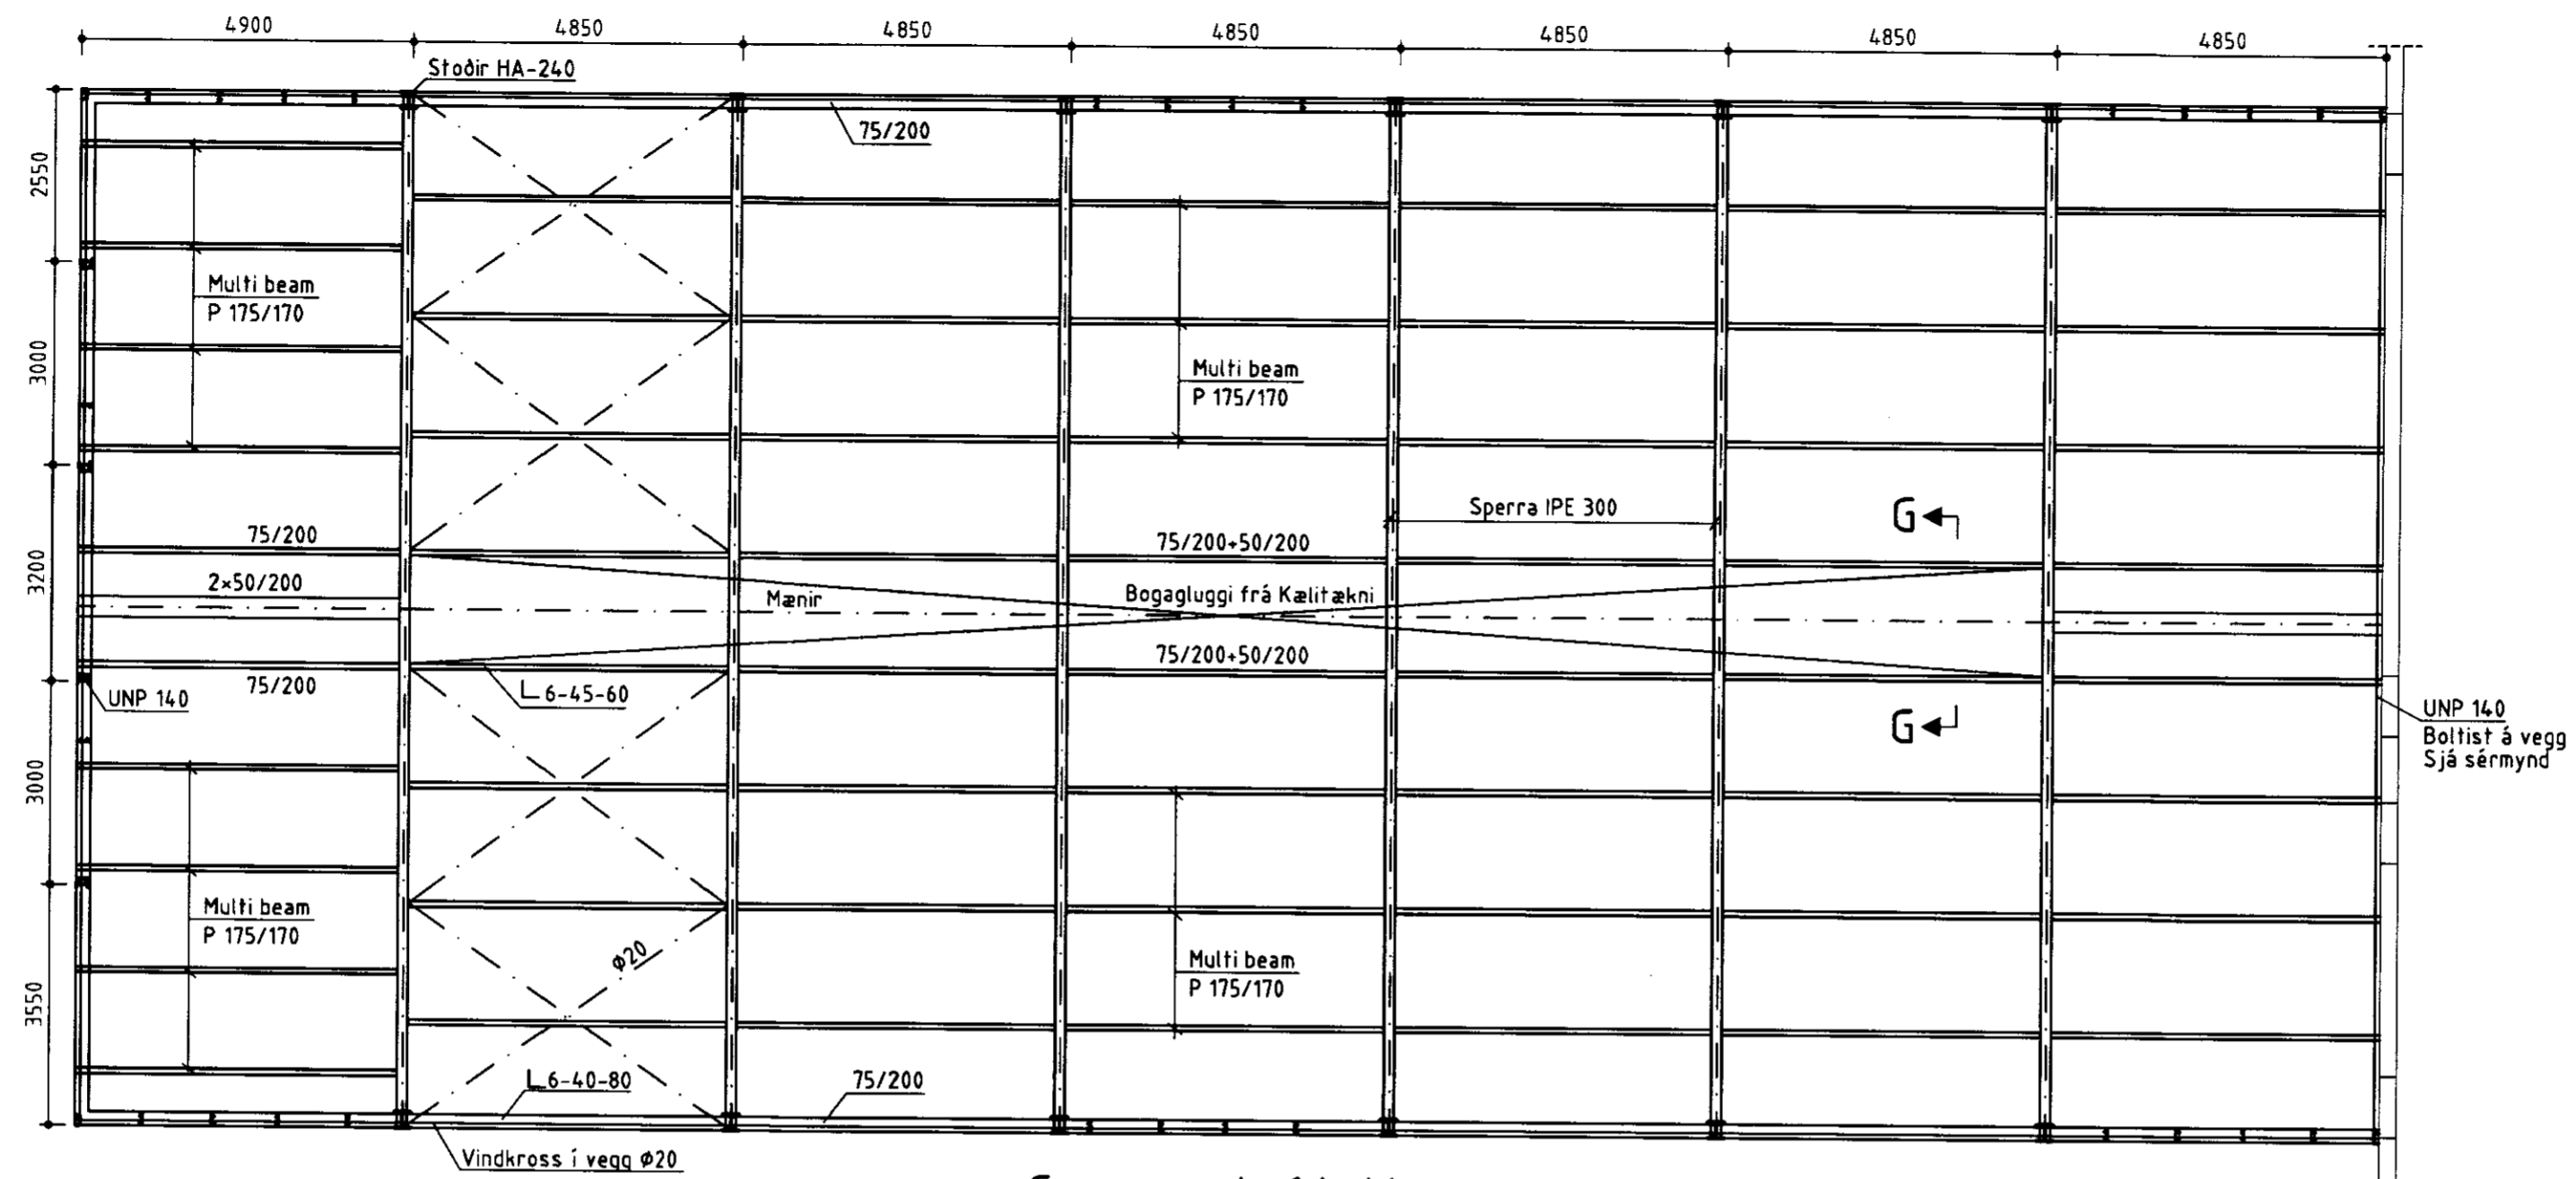 4900
4850
4850
4850
4850
4850
4850
Stoðir HA-240
75/200
2550
3000
3200
3000
3550
Multi beam
P 175/170
Multi beam
P 175/170
Sperra IPE 300
G
75/200
75/200+50/200
2×50/200
Mænir
Bogagluggi frá Kælitækni
75/200+50/200
75/200
L 6-45-60
UNP 140
G
UNP 140
Boltist á vegg
Sjá sérmynd
Multi beam
P 175/170
ø20
Multi beam
P 175/170
L 6-40-80
75/200
Vindkross í vegg ø20